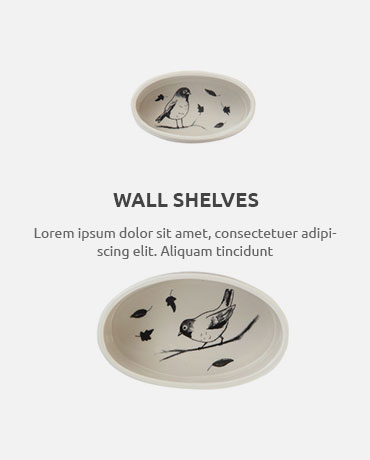 WALL SHELVES
Lorem ipsum dolor sit amet, consectetuer adipi-
scing elit. Aliquam tincidunt